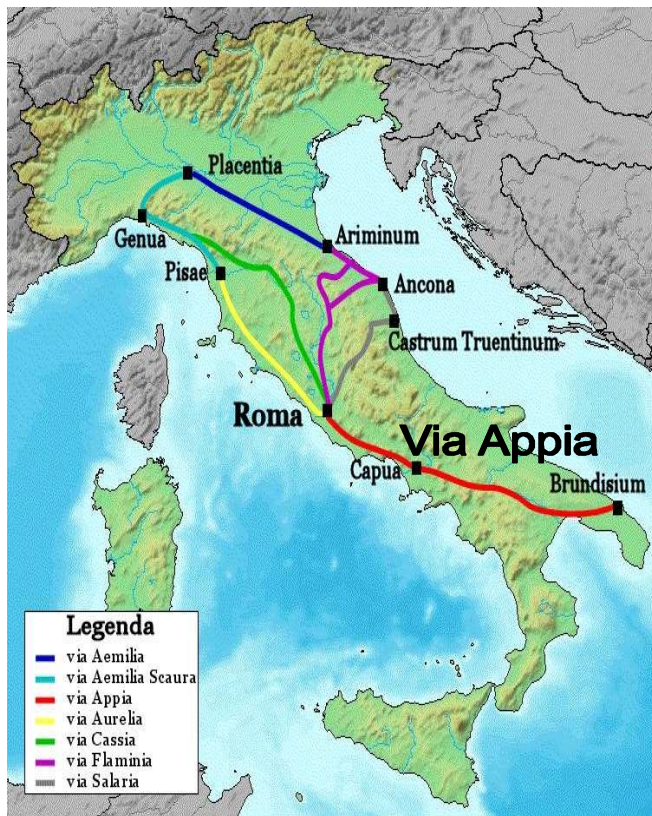 Placentia
Genua
Ariminum
Pisae
Ancona
Castrum Truentinum
Roma
Via Appia
Capua
Brundisium
Legenda
via Aemilia
via Aemilia Scaura
via Appia
via Aurelia
via Cassia
via Flaminia
via Salaria